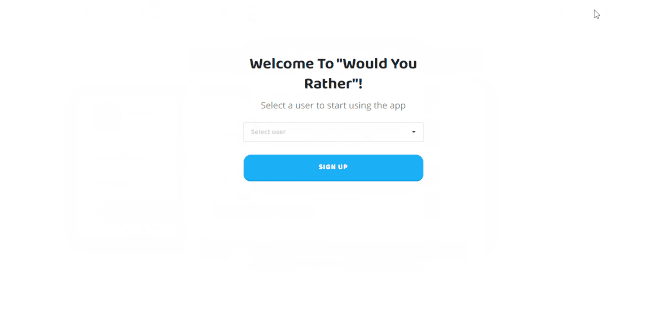 Welcome To "Would You
Rather"!
Select a user to start using the app
Select user
SIGN UP